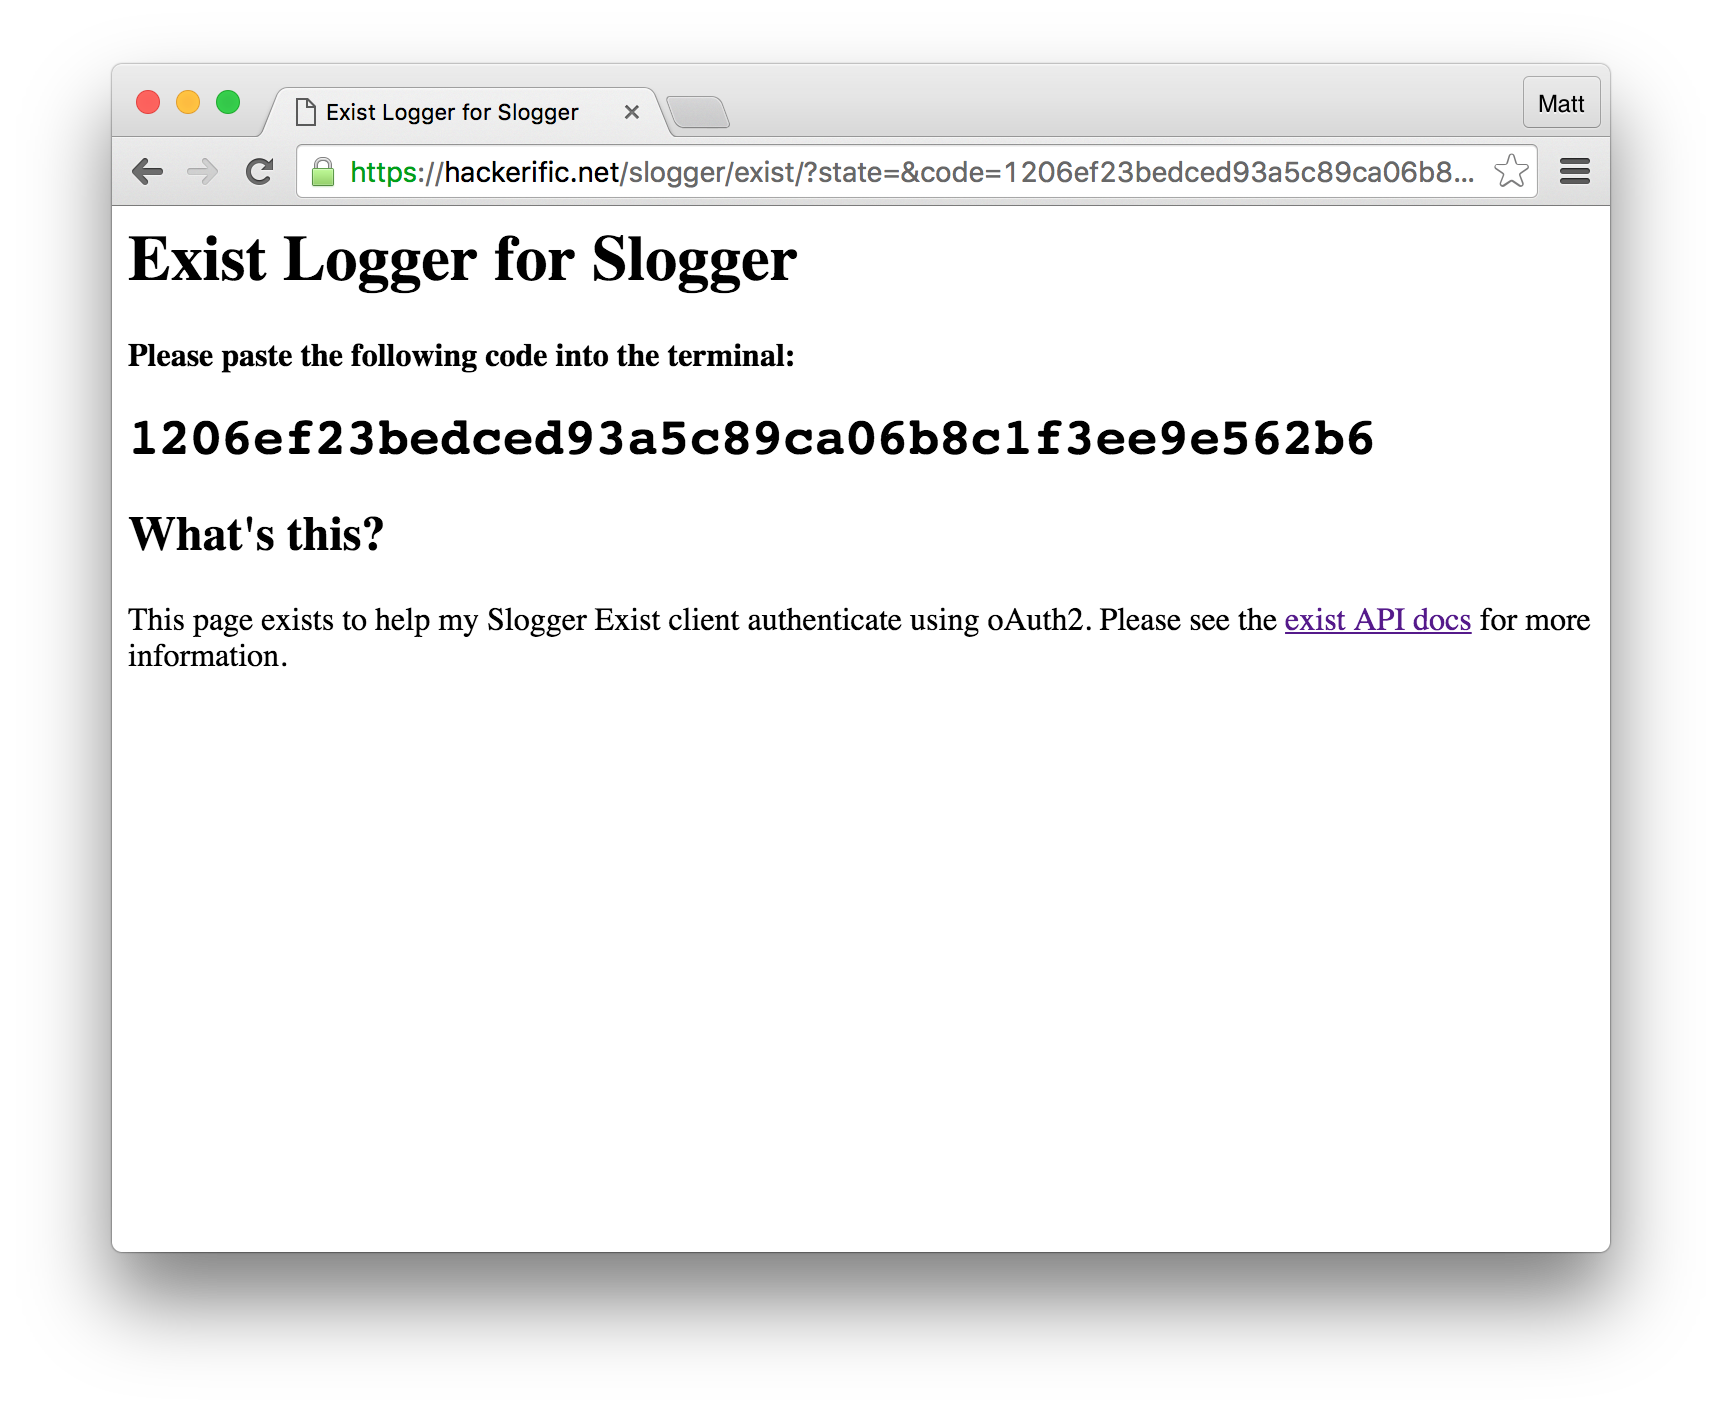 Exist Logger for Slogger
Matt
https://hackerific.net/slogger/exist/?state=&code=1206ef23bedced93a5c89ca06b8...
Exist Logger for Slogger
Please paste the following code into the terminal:
1206ef23bedced93a5c89ca06b8c1f3ee9e562b6
What's this?
This page exists to help my Slogger Exist client authenticate using oAuth2. Please see the exist API docs for more
information.